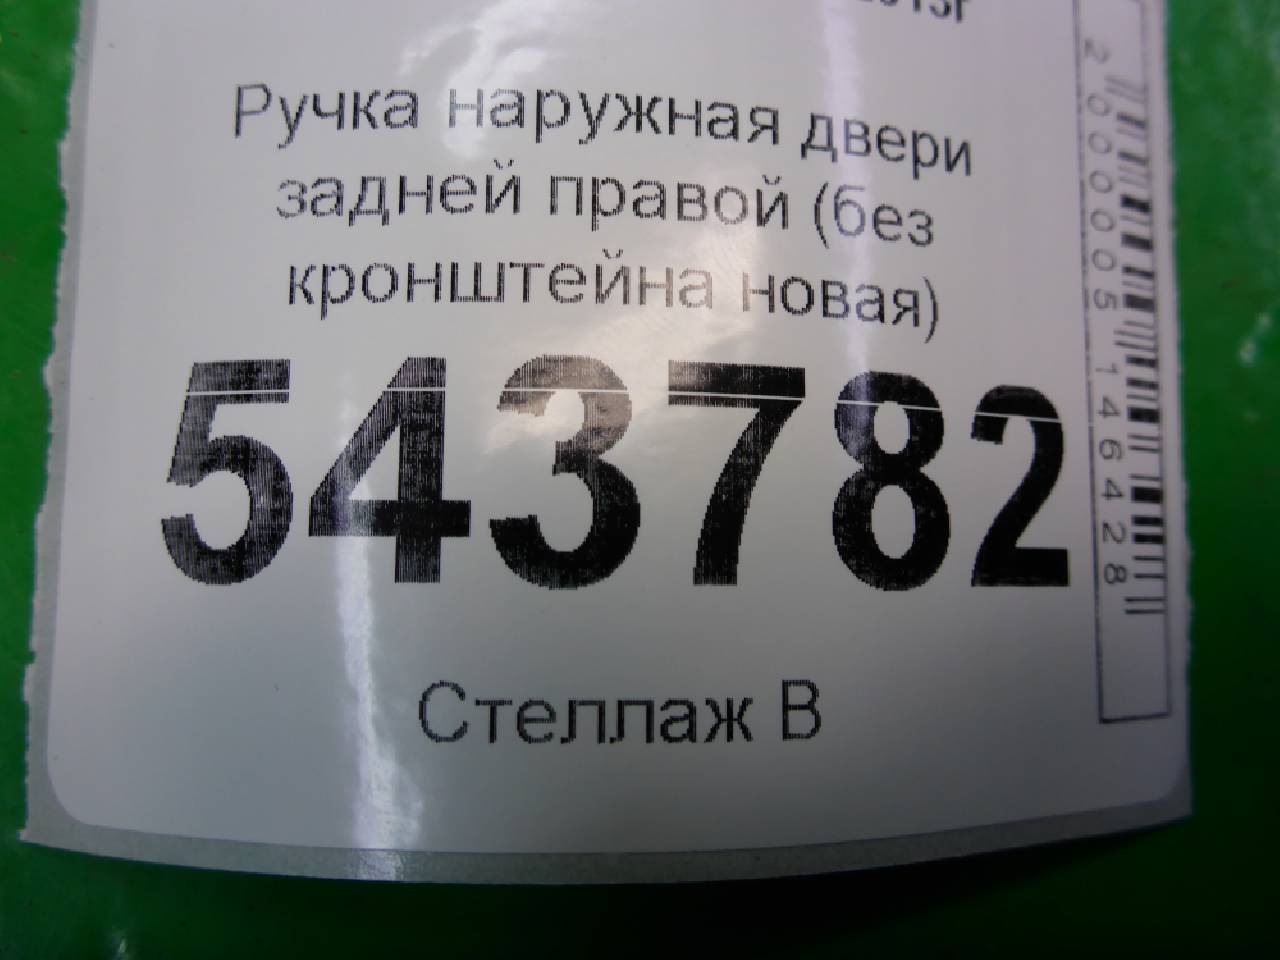 Ручка наружная двери
задней правой (без
кронштейна новая)
543782
Стеллаж В
2000005146428